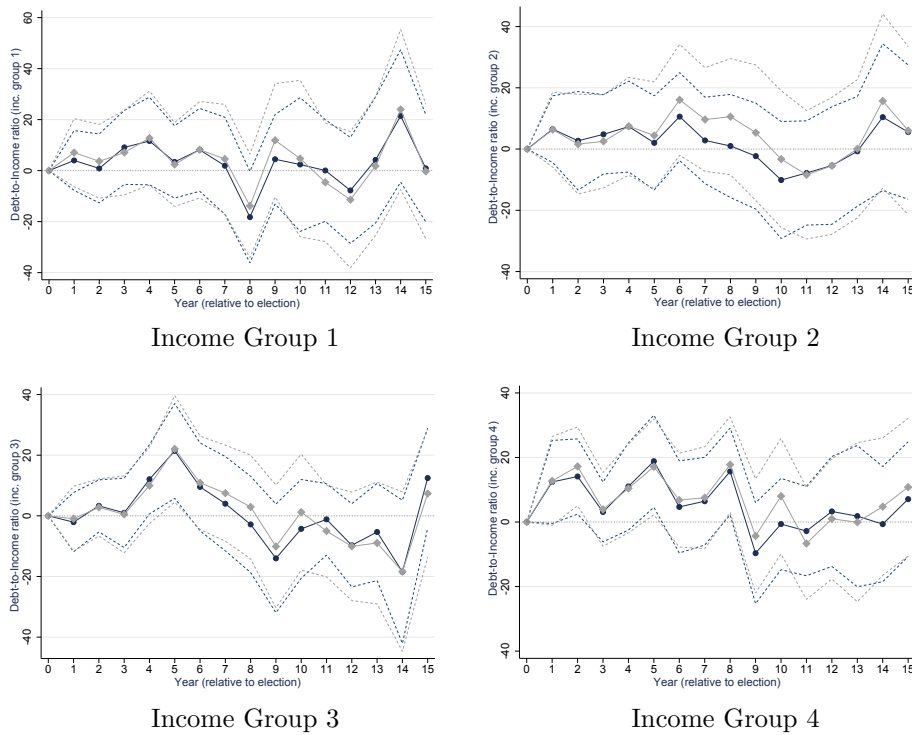 Debt-to-Income ratio (inc. group 1)
60
40
20
0
-20
-40
0 1 2 3 4 5 6 7 8 9 10 11 12 13 14 15
Year (relative to election)
Income Group 1
Debt-to-Income ratio (inc. group 2)
40
20
0
-20
-40
0 1 2 3 4 5 6 7 8 9 10 11 12 13 14 15
Year (relative to election)
Income Group 2
Debt-to-Income ratio (inc. group 3)
40
20
0
-20
-40
0 1 2 3 4 5 6 7 8 9 10 11 12 13 14 15
Year (relative to election)
Income Group 3
Debt-to-Income ratio (inc. group 4)
40
20
0
-20
-40
0 1 2 3 4 5 6 7 8 9 10 11 12 13 14 15
Year (relative to election)
Income Group 4